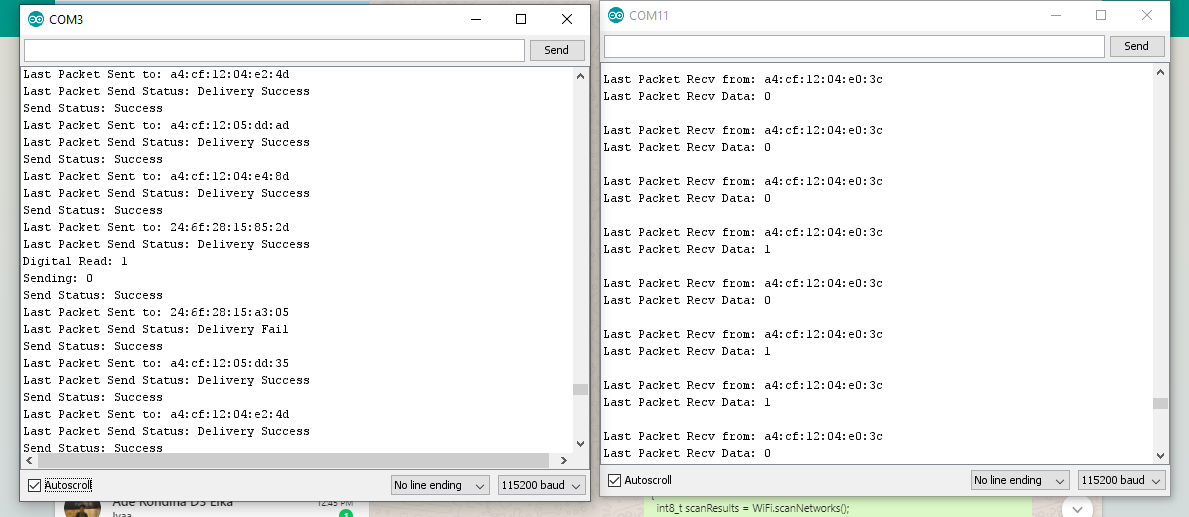 COM3
Send
Last Packet Sent to: a4:cf:12:04:e2:4d
Last Packet Send Status: Delivery Success
Send Status: Success
Last Packet Sent to: a4:cf:12:05:dd:ad
Last Packet Send Status: Delivery Success
Send Status: Success
Last Packet Sent to: a4:cf:12:04:e4:8d
Last Packet Send Status: Delivery Success
Send Status: Success
Last Packet Sent to: 24:6f:28:15:85:2d
Last Packet Send Status: Delivery Success
Digital Read: 1
Sending: 0
Send Status: Success
Last Packet Sent to: 24:6f:28:15:a3:05
Last Packet Send Status: Delivery Fail
Send Status: Success
Last Packet Sent to: a4:cf:12:05:dd:35
Last Packet Send Status: Delivery Success
Send Status: Success
Last Packet Sent to: a4:cf:12:04:e2:4d
Last Packet Send Status: Delivery Success
Send Status: Success
Autoscroll
No line ending
115200 baud
COM11
Send
Last Packet Recv from: a4:cf:12:04:e0:3c
Last Packet Recv Data: 0
Last Packet Recv from: a4:cf:12:04:e0:3c
Last Packet Recv Data: 0
Last Packet Recv from: a4:cf:12:04:e0:3c
Last Packet Recv Data: 0
Last Packet Recv from: a4:cf:12:04:e0:3c
Last Packet Recv Data: 1
Last Packet Recv from: a4:cf:12:04:e0:3c
Last Packet Recv Data: 0
Last Packet Recv from: a4:cf:12:04:e0:3c
Last Packet Recv Data: 1
Last Packet Recv from: a4:cf:12:04:e0:3c
Last Packet Recv Data: 1
Last Packet Recv from: a4:cf:12:04:e0:3c
Last Packet Recv Data: 0
Autoscroll
No line ending
115200 baud
Ade Rondina D3 Elka
12:45 PM
1
int8_t scanResults = WiFi.scanNetworks();